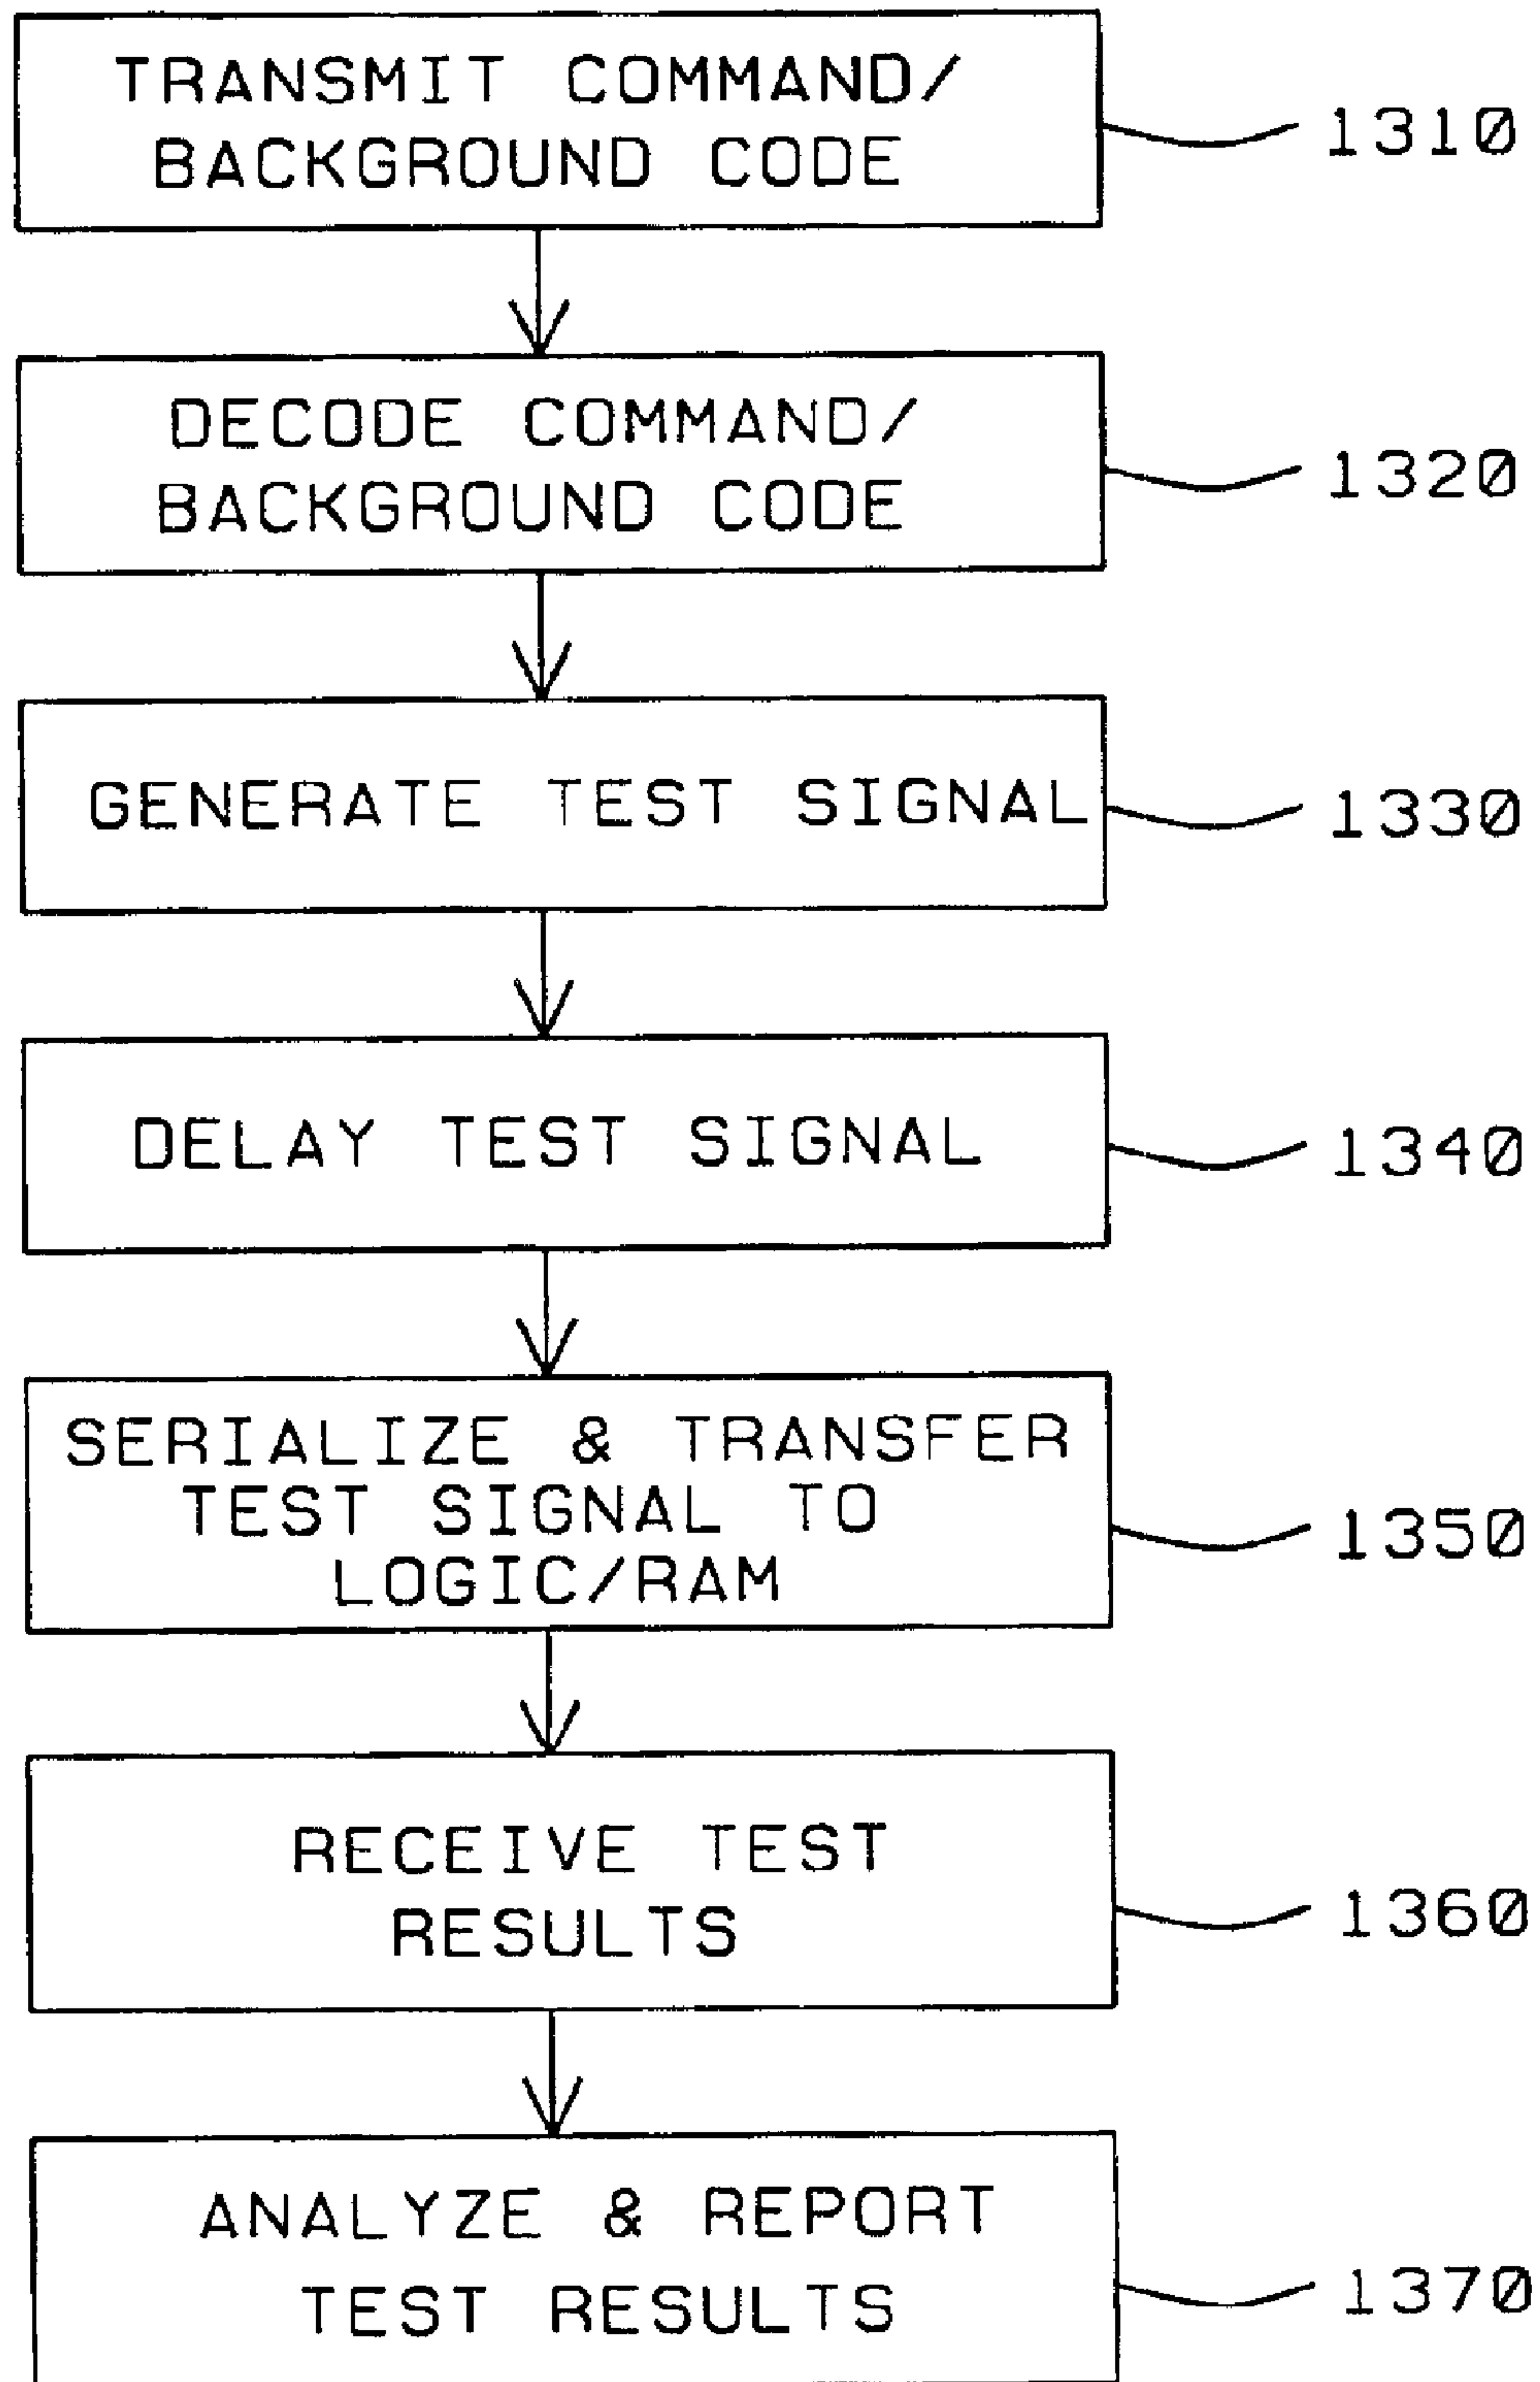 TRANSMIT COMMAND/
BACKGROUND CODE
1310
DECODE COMMAND/
BACKGROUND CODE
1320
GENERATE TEST SIGNAL
1330
DELAY TEST SIGNAL
1340
SERIALIZE & TRANSFER
TEST SIGNAL TO
LOGIC/RAM
1350
RECEIVE TEST
RESULTS
1360
ANALYZE & REPORT
TEST RESULTS
1370